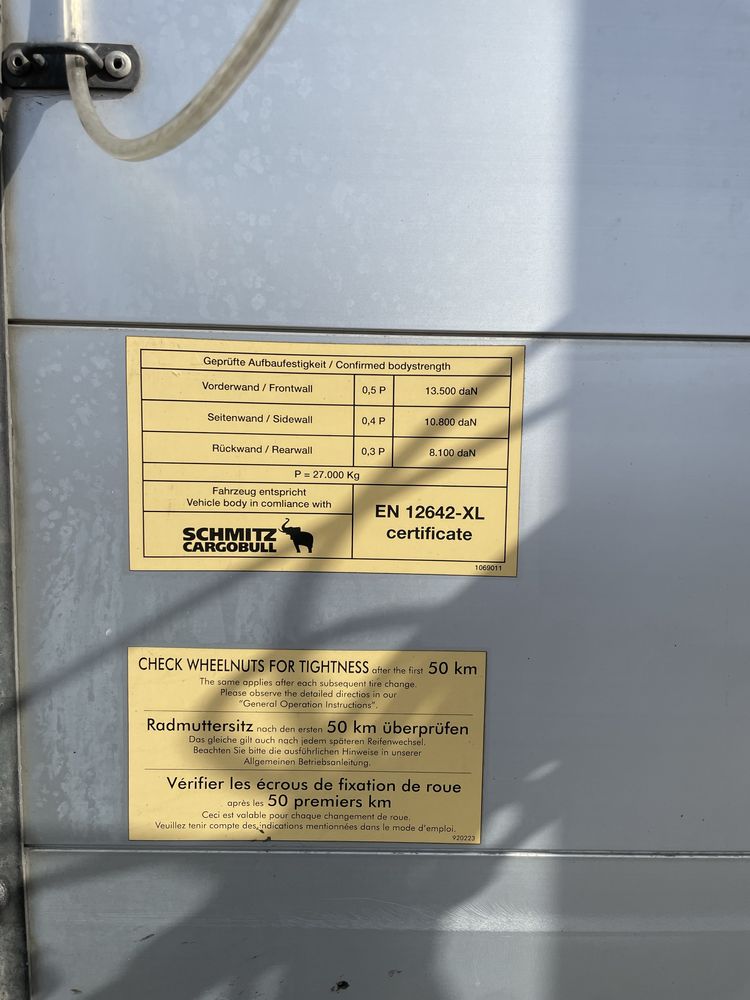 Geprüfte Aufbaufestigkeit / Confirmed bodystrength
Vorderwand / Frontwall 0,5 P 13.500 daN
Seitenwand / Sidewall 0,4 P 10.800 daN
Rückwand / Rearwall 0,3 P 8.100 daN
P = 27.000 Kg
Fahrzeug entspricht
Vehicle body in comliance with
SCHMITZ
CARGOBULL
EN 12642-XL
certificate
1069011
CHECK WHEELNUTS FOR TIGHTNESS after the first 50 km
The same applies after each subsequent tire change.
Please observe the detailed directios in our
"General Operation Instructions".
Radmuttersitz nach den ersten 50 km überprüfen
Das gleiche gilt auch nach jedem späteren Reifenwechsel.
Beachten Sie bitte die ausführlichen Hinweise in unserer
Allgemeinen Betriebsanleitung.
Vérifier les écrous de fixation de roue
après les 50 premiers km
Ceci est valable pour chaque changement de roue.
Veuillez tenir compte des indications mentionnées dans le mode d'emploi.
920223